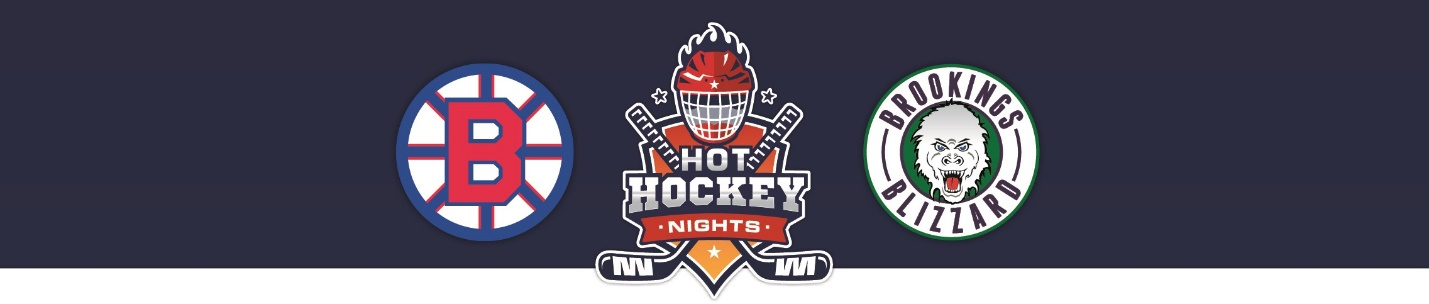 B
HOT
HOCKEY
· NIGHTS ·
BROOKINGS
BLIZZARD